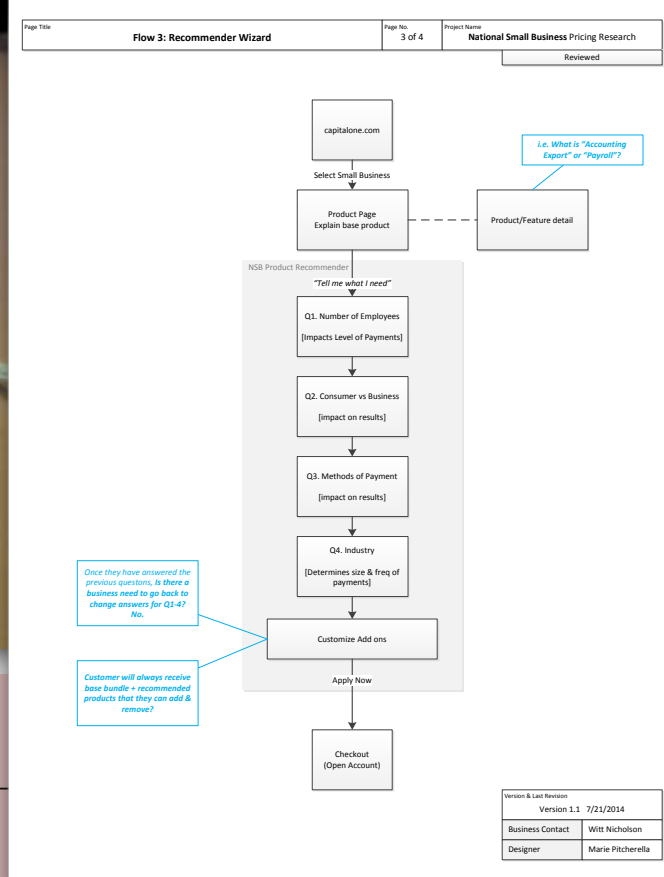 Page Title
Flow 3: Recommender Wizard
Page No.
3 of 4
Project Name
National Small Business Pricing Research
Reviewed
capitalone.com
i.e. What is "Accounting
Export" or "Payroll"?
Select Small Business
Product Page
Explain base product
Product/Feature detail
NSB Product Recommender
"Tell me what I need"
Q1. Number of Employees
[Impacts Level of Payments]
Q2. Consumer vs Business
[impact on results]
Q3. Methods of Payment
[impact on results]
Q4. Industry
[Determines size & freq of
payments]
Once they have answered the
previous questons, Is there a
business need to go back to
change answers for Q1-4?
No.
Customize Add ons
Customer will always receive
base bundle + recommended
products that they can add &
remove?
Apply Now
Checkout
(Open Account)
Version & Last Revision
Version 1.1 7/21/2014
Business Contact
Witt Nicholson
Designer
Marie Pitcherella